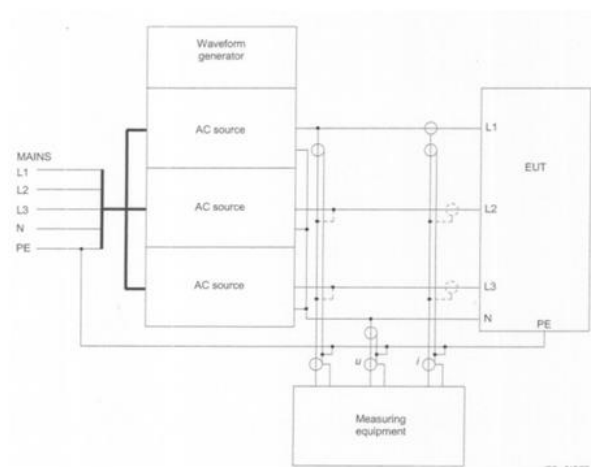 Waveform
generator
AC source
L1
EUT
MAINS
L1
L2
L3
N
PE
AC source
L2
AC source
L3
N
PE
u
i
Measuring
equipment